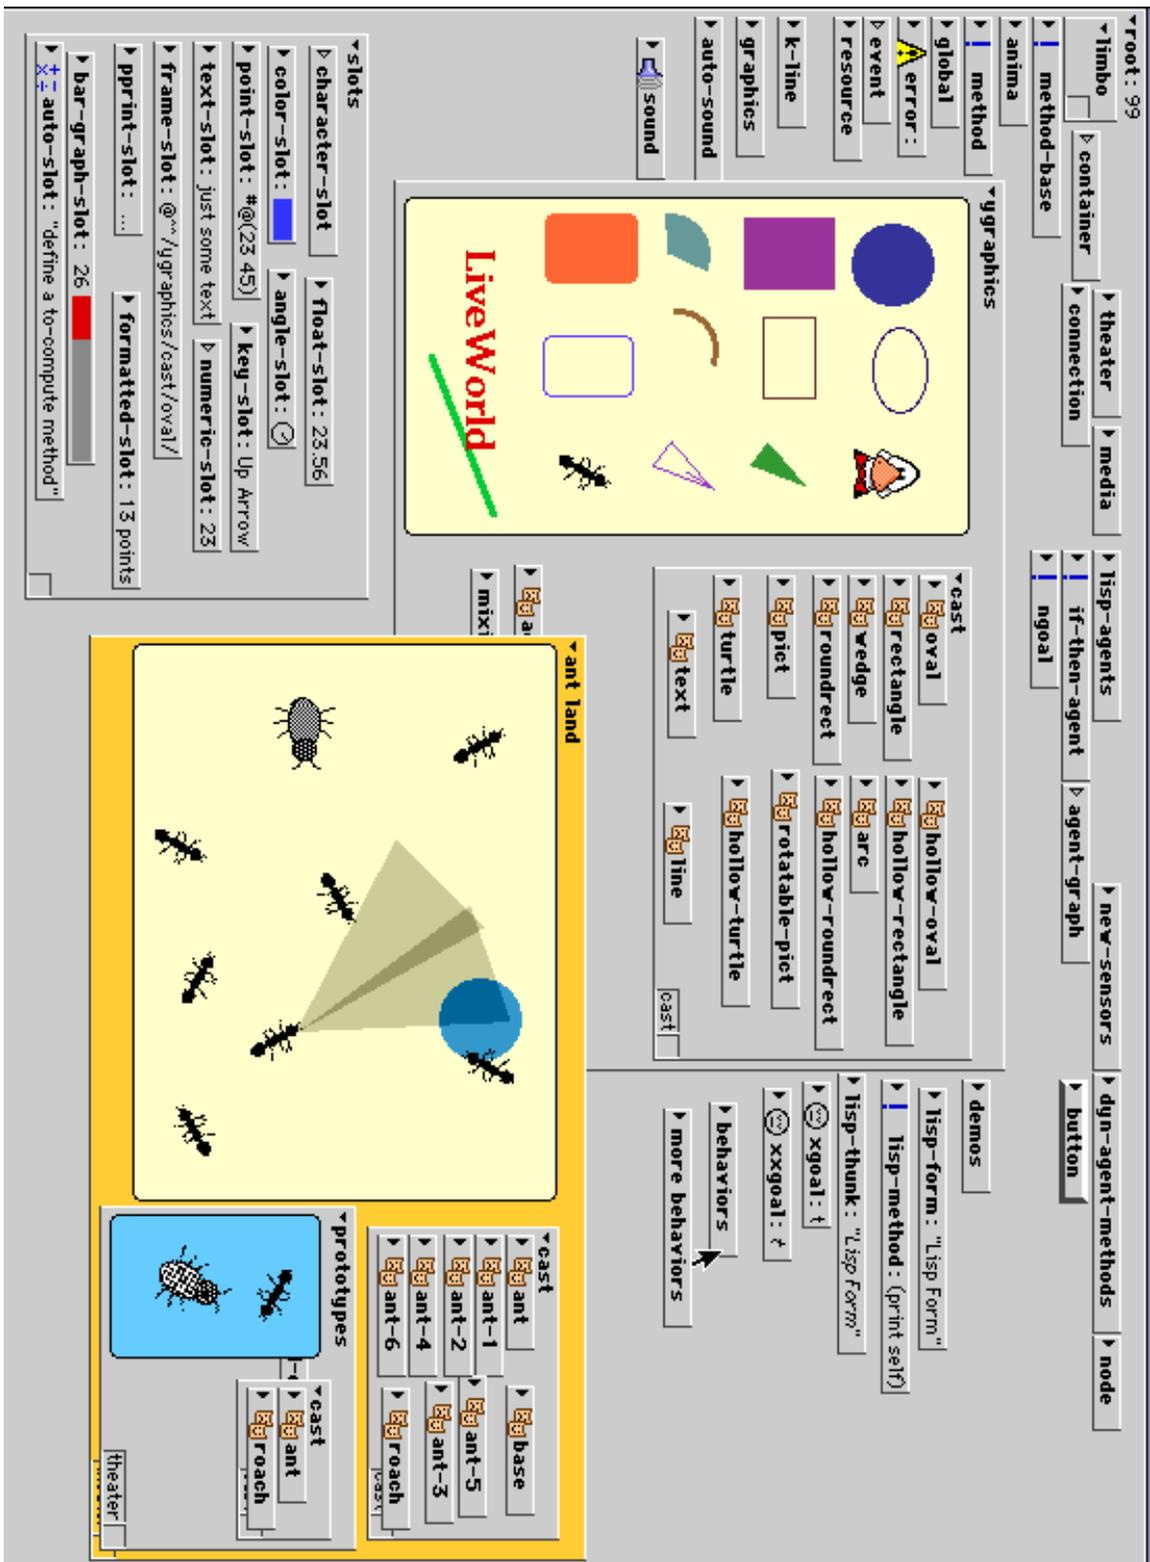 root: 99
limbo
container
theater
media
lisp-agents
new-sensors
dyn-agent-methods
node
method-base
connection
if-then-agent
agent-graph
button
anima
ngoal
method
global
error:
event
resource
k-line
graphics
auto-sound
sound
ygraphics
LiveWorld
cast
oval
hollow-oval
rectangle
hollow-rectangle
wedge
arc
roundrect
hollow-roundrect
pict
rotatable-pict
turtle
hollow-turtle
text
line
cast
mixi
demos
lisp-form: "Lisp Form"
lisp-method: (print self)
lisp-thunk: "Lisp Form"
xgoal: t
xxgoal: t
behaviors
more behaviors
slots
character-slot
float-slot: 23.56
color-slot:
angle-slot:
point-slot: #@(23 45)
key-slot: Up Arrow
text-slot: just some text
numeric-slot: 23
frame-slot: @^^/ygraphics/cast/oval/
pprint-slot: ...
formatted-slot: 13 points
bar-graph-slot: 26
auto-slot: "define a to-compute method"
ant land
cast
ant
base
ant-1
ant-5
ant-2
ant-3
ant-4
roach
ant-6
cast
prototypes
cast
ant
roach
theater